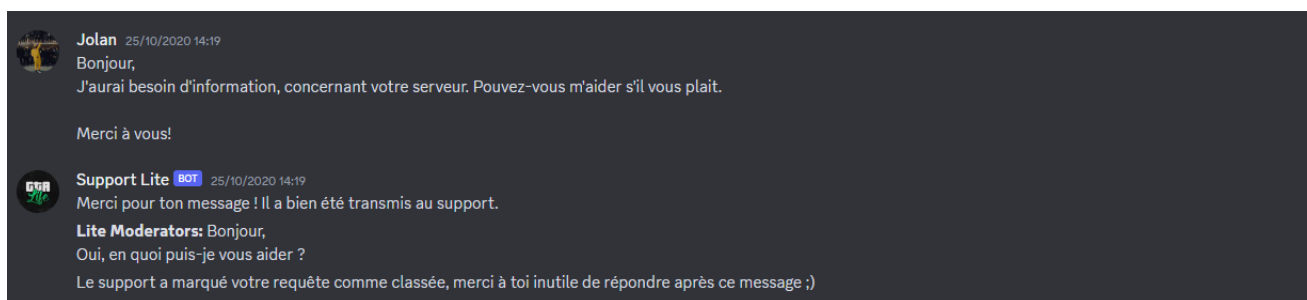 Jolan 25/10/2020 14:19
Bonjour,
J'aurai besoin d'information, concernant votre serveur. Pouvez-vous m'aider s'il vous plait.
Merci à vous!
GTA
Life
Support Lite BOT 25/10/2020 14:19
Merci pour ton message ! Il a bien été transmis au support.
Lite Moderators: Bonjour,
Oui, en quoi puis-je vous aider ?
Le support a marqué votre requête comme classée, merci à toi inutile de répondre après ce message ;)